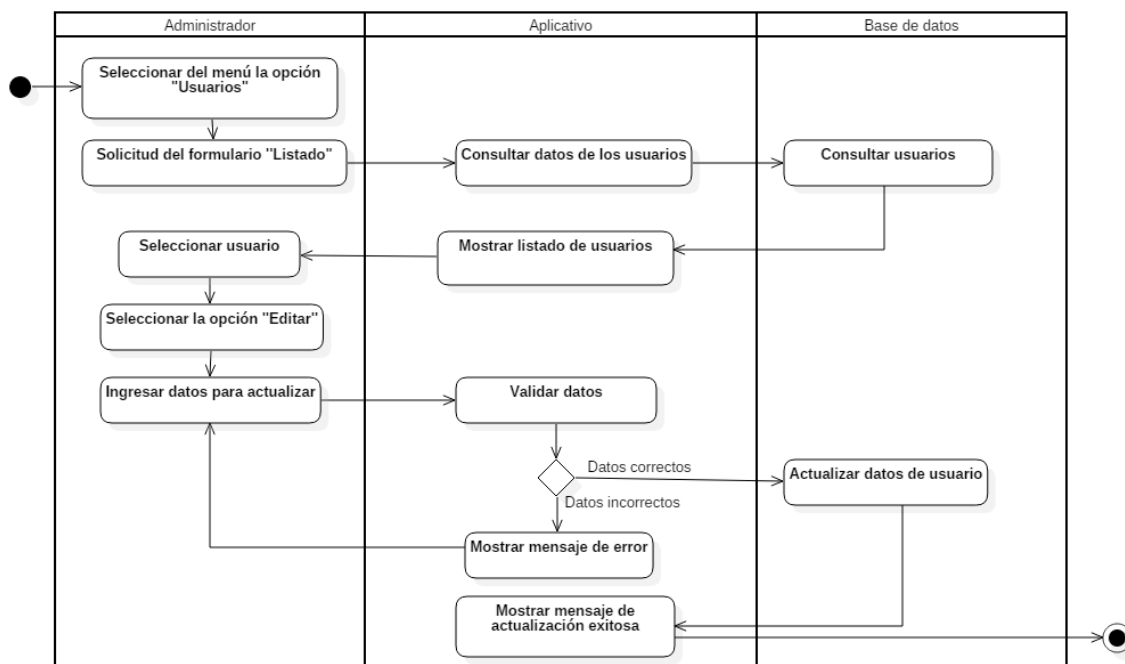 Administrador
Aplicativo
Base de datos
Seleccionar del menú la opción
"Usuarios"
Solicitud del formulario "Listado"
Consultar datos de los usuarios
Consultar usuarios
Seleccionar usuario
Mostrar listado de usuarios
Seleccionar la opción "Editar"
Ingresar datos para actualizar
Validar datos
Datos correctos
Actualizar datos de usuario
Datos incorrectos
Mostrar mensaje de error
Mostrar mensaje de
actualización exitosa